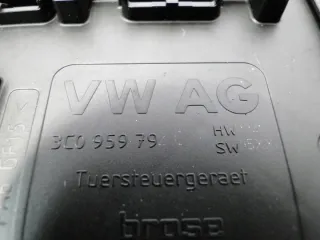 VW AG
3C0 959 79
HW
SW
Tuersteuergeraet
brose